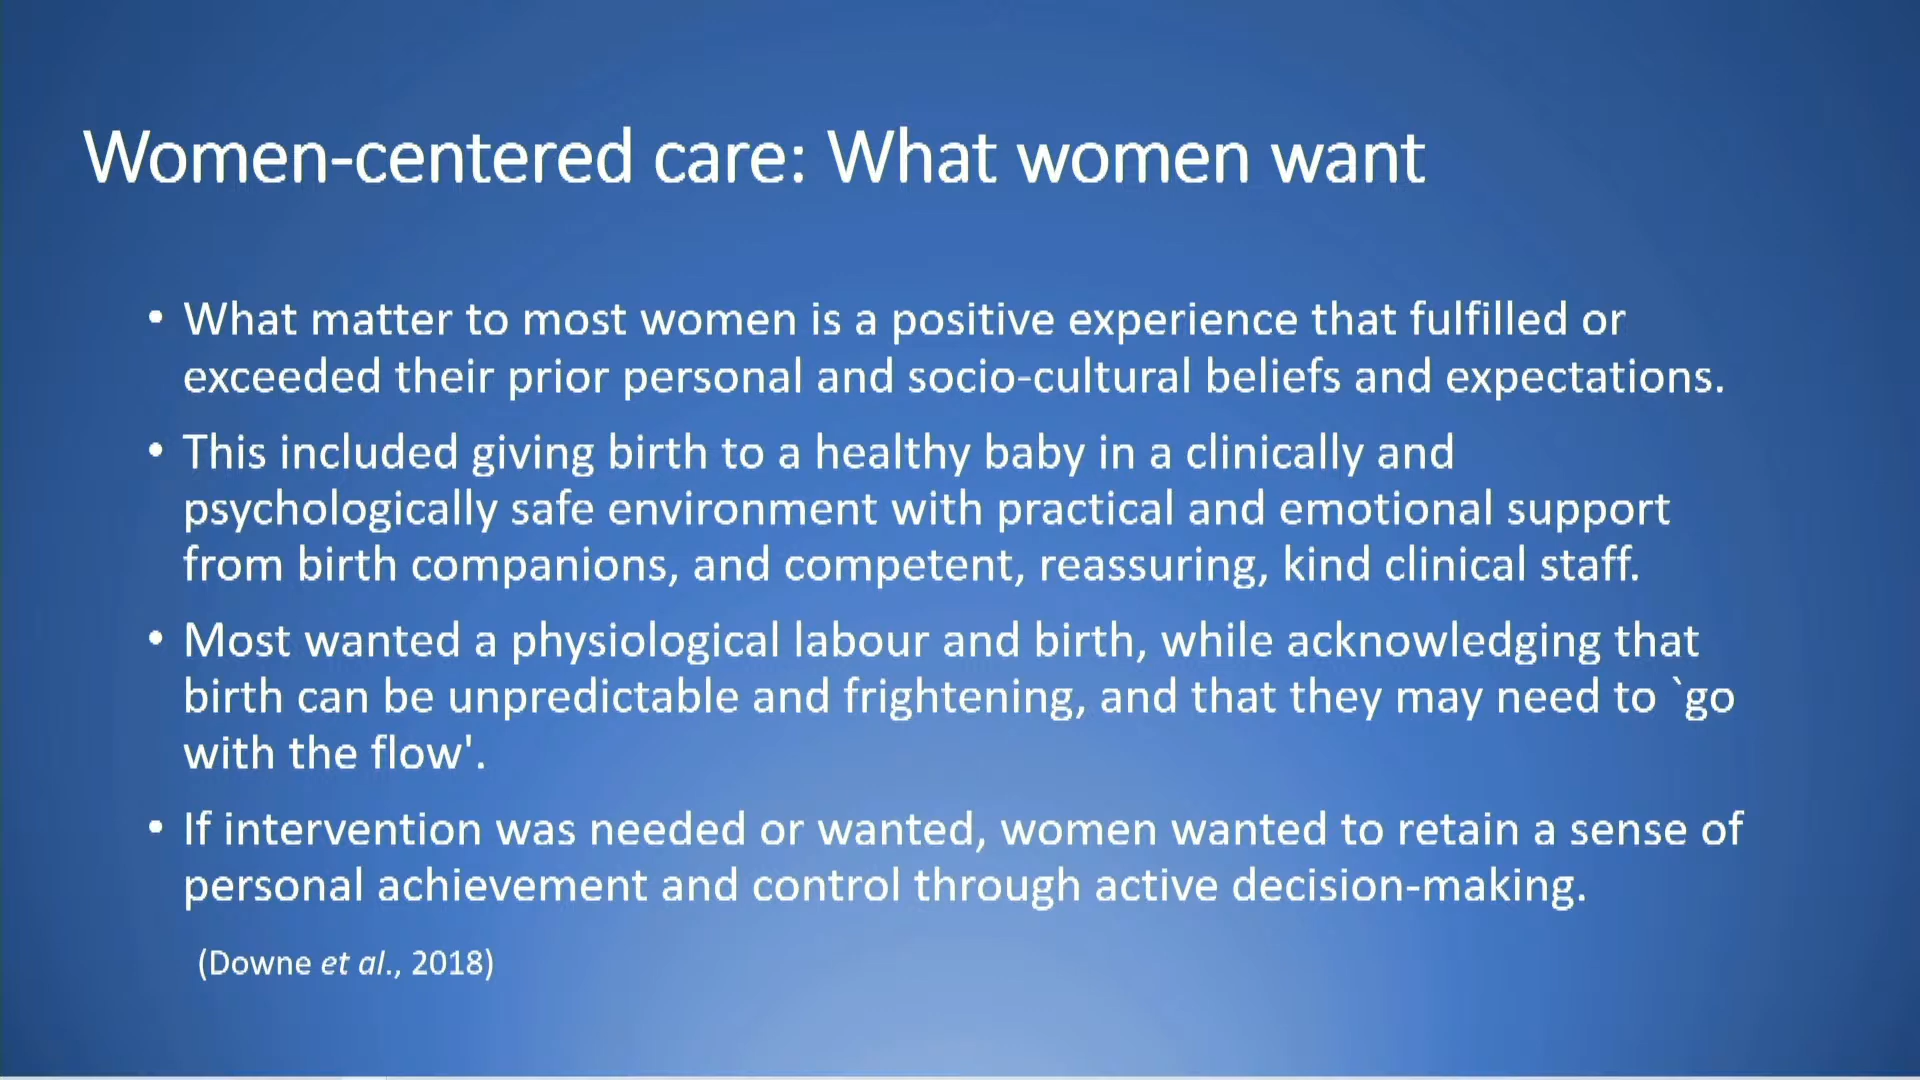 Women-centered care: What women want
• What matter to most women is a positive experience that fulfilled or
exceeded their prior personal and socio-cultural beliefs and expectations.
• This included giving birth to a healthy baby in a clinically and
psychologically safe environment with practical and emotional support
from birth companions, and competent, reassuring, kind clinical staff.
• Most wanted a physiological labour and birth, while acknowledging that
birth can be unpredictable and frightening, and that they may need to `go
with the flow'.
• If intervention was needed or wanted, women wanted to retain a sense of
personal achievement and control through active decision-making.
(Downe et al., 2018)